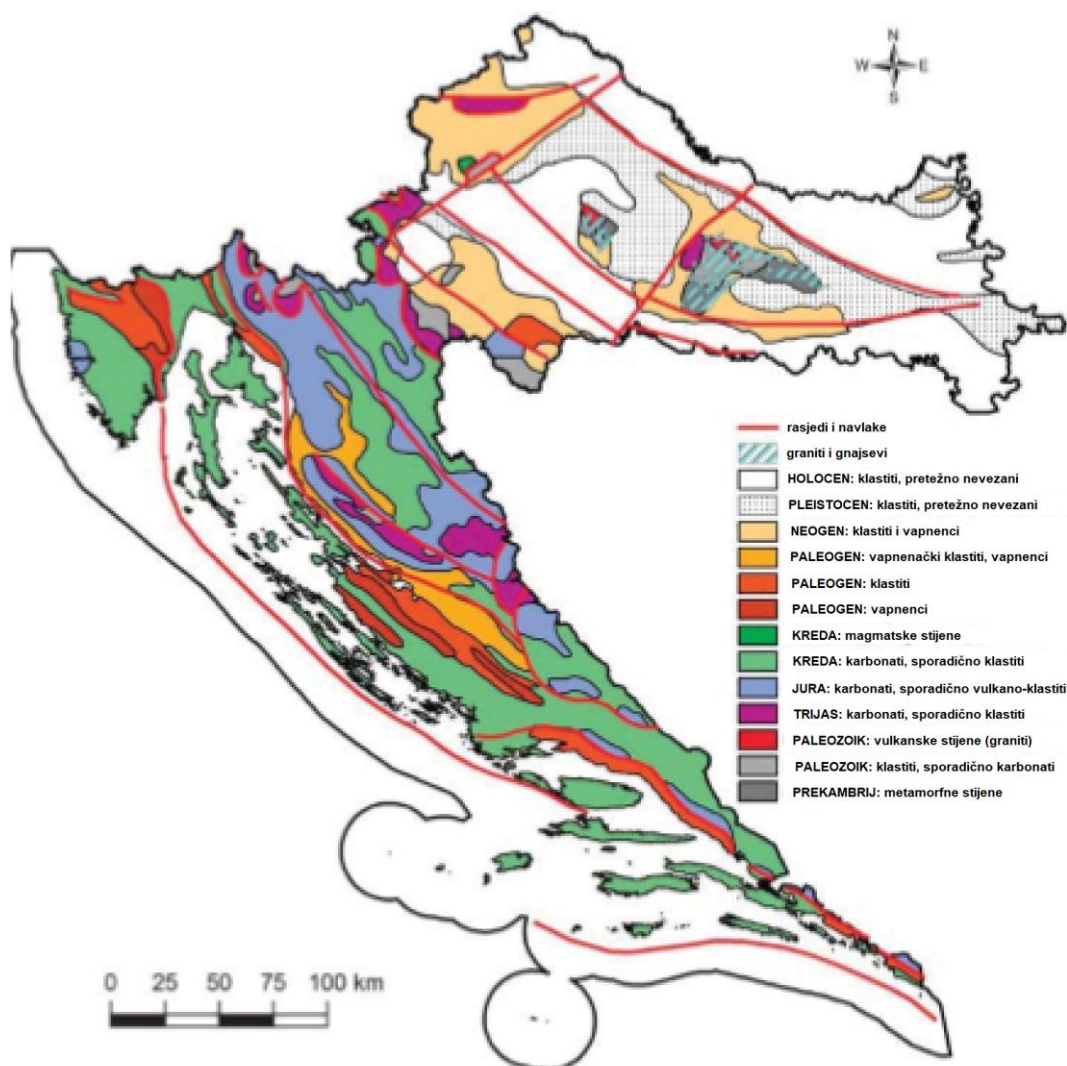 N
W E
S
rasjedi i navlake
graniti i gnajsevi
HOLOCEN: klastiti, pretežno nevezani
PLEISTOCEN: klastiti, pretežno nevezani
NEOGEN: klastiti i vapnenci
PALEOGEN: vapnenački klastiti, vapnenci
PALEOGEN: klastiti
PALEOGEN: vapnenci
KREDA: magmatske stijene
KREDA: karbonati, sporadično klastiti
JURA: karbonati, sporadično vulkano-klastiti
TRIJAS: karbonati, sporadično klastiti
PALEOZOIK: vulkanske stijene (graniti)
PALEOZOIK: klastiti, sporadično karbonati
PREKAMBRIJ: metamorfne stijene
0 25 50 75 100 km